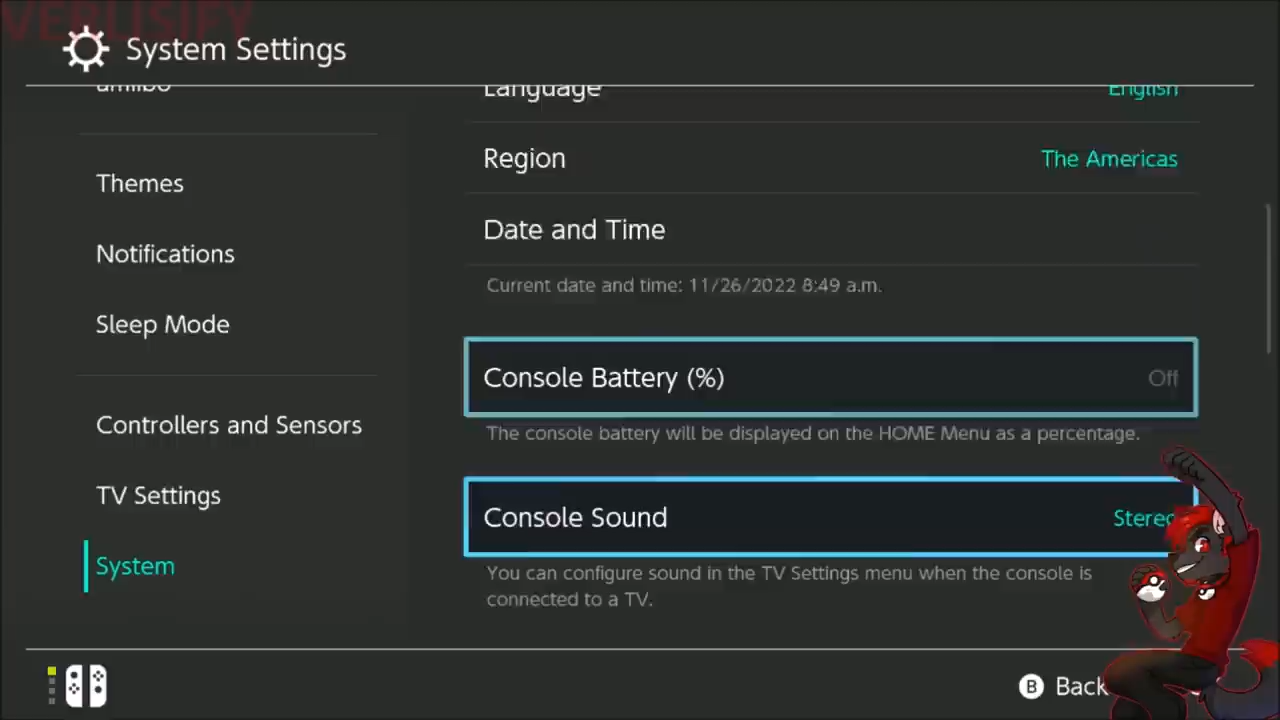 VERLISIFY
System Settings
amiibo
Themes
Notifications
Sleep Mode
Controllers and Sensors
TV Settings
System
Language English
Region The Americas
Date and Time
Current date and time: 11/26/2022 8:49 a.m.
Console Battery (%) Off
The console battery will be displayed on the HOME Menu as a percentage.
Console Sound Stereo
You can configure sound in the TV Settings menu when the console is
connected to a TV.
B Back